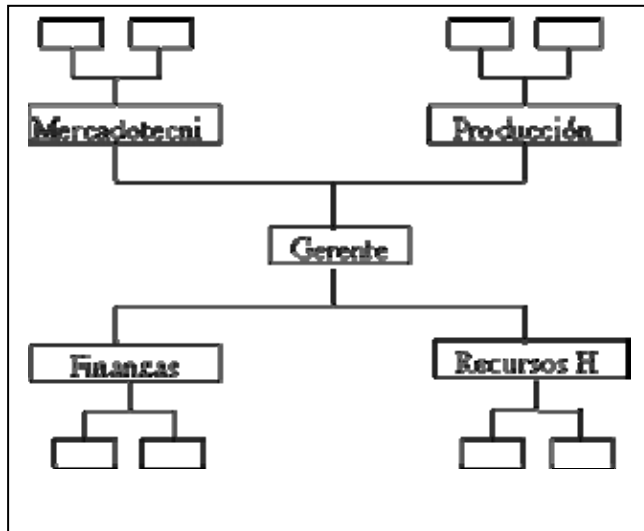 Mercadotecni
Producción
Gerente
Finanzas
Recursos H